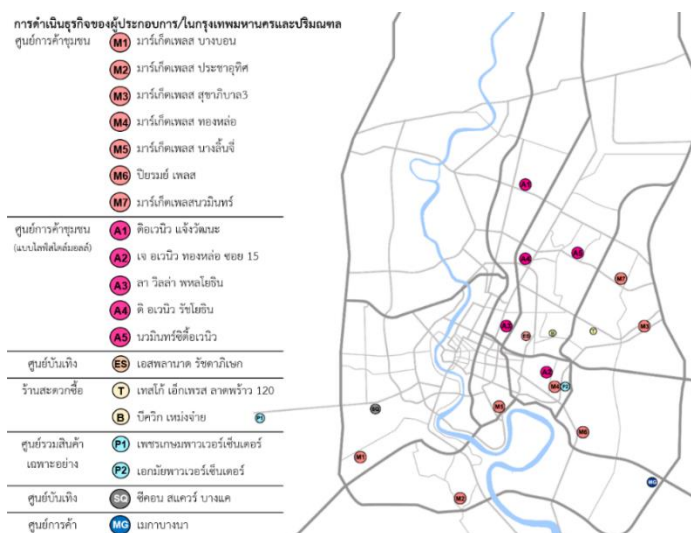 การดำเนินธุรกิจของผู้ประกอบการ/ในกรุงเทพมหานครและปริมณฑล
ศูนย์การค้าชุมชน M1 มาร์เก็ตเพลส บางบอน
M2 มาร์เก็ตเพลส ประชาอุทิศ
M3 มาร์เก็ตเพลส สุขาภิบาล3
M4 มาร์เก็ตเพลส ทองหล่อ
M5 มาร์เก็ตเพลส นางลิ้นจี่
M6 ปิยรมย์ เพลส
M7 มาร์เก็ตเพลสนวมินทร์
ศูนย์การค้าชุมชน A1 ดิอเวนิว แจ้งวัฒนะ
(แบบไลฟ์สไตล์มอลล์)
A2 เจ อเวนิว ทองหล่อ ซอย 15
A3 ลา วิลล่า พหลโยธิน
A4 ดิ อเวนิว รัชโยธิน
A5 นวมินทร์ซิตี้อเวนิว
ศูนย์บันเทิง ES เอสพลานาด รัชดาภิเษก
ร้านสะดวกซื้อ T เทสโก้ เอ็กเพรส ลาดพร้าว 120
B บิ๊กวิก เหม่งจ๋าย
ศูนย์รวมสินค้า P1 เพชรเกษมพาวเวอร์เซ็นเตอร์
เฉพาะอย่าง P2 เอกมัยพาวเวอร์เซ็นเตอร์
ศูนย์บันเทิง SQ ซีคอน สแควร์ บางแค
ศูนย์การค้า MG เมกาบางนา
A1
A4
A5
M7
A3
ES
B
T
M3
A2
M4
P2
SQ
M5
P1
M6
M1
M2
MG